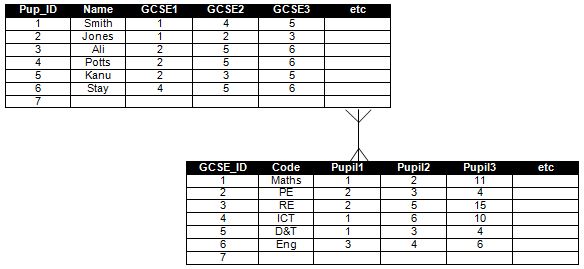 Pup_ID Name GCSE1 GCSE2 GCSE3 etc
1 Smith 1 4 5
2 Jones 1 2 3
3 Ali 2 5 6
4 Potts 2 5 6
5 Kanu 2 3 5
6 Stay 4 5 6
7
GCSE_ID Code Pupil1 Pupil2 Pupil3 etc
1 Maths 1 2 11
2 PE 2 3 4
3 RE 2 5 15
4 ICT 1 6 10
5 D&T 1 3 4
6 Eng 3 4 6
7